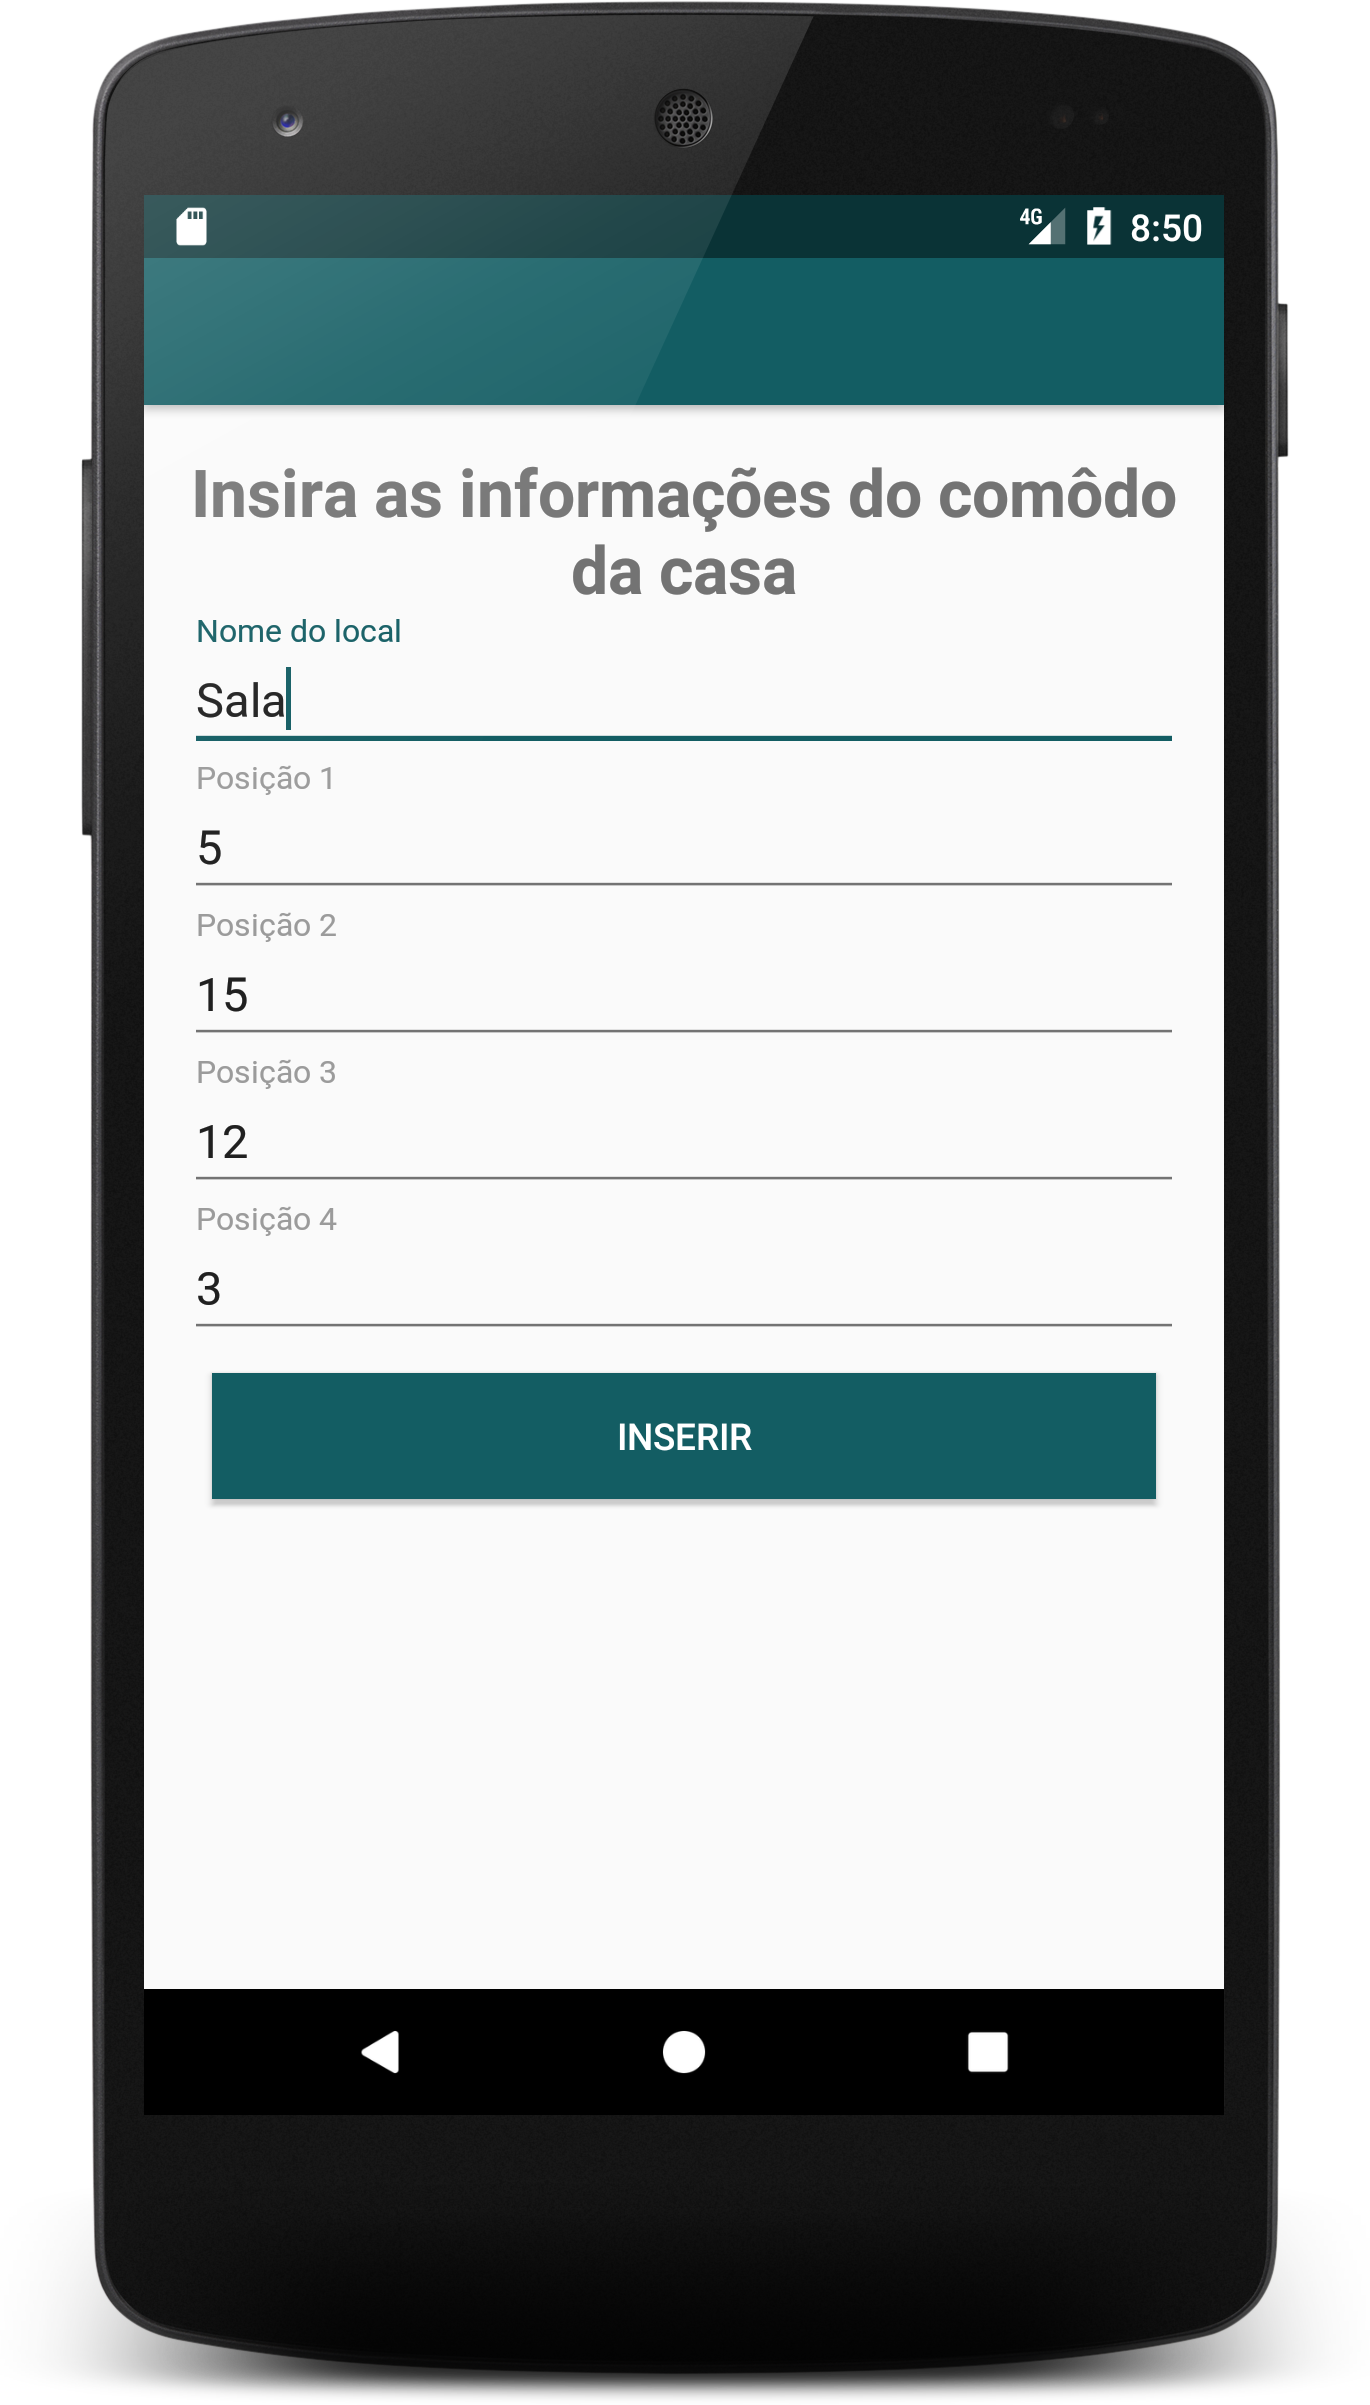 4G 8:50
Insira as informações do comôdo
da casa
Nome do local
Sala
Posição 1
5
Posição 2
15
Posição 3
12
Posição 4
3
INSERIR